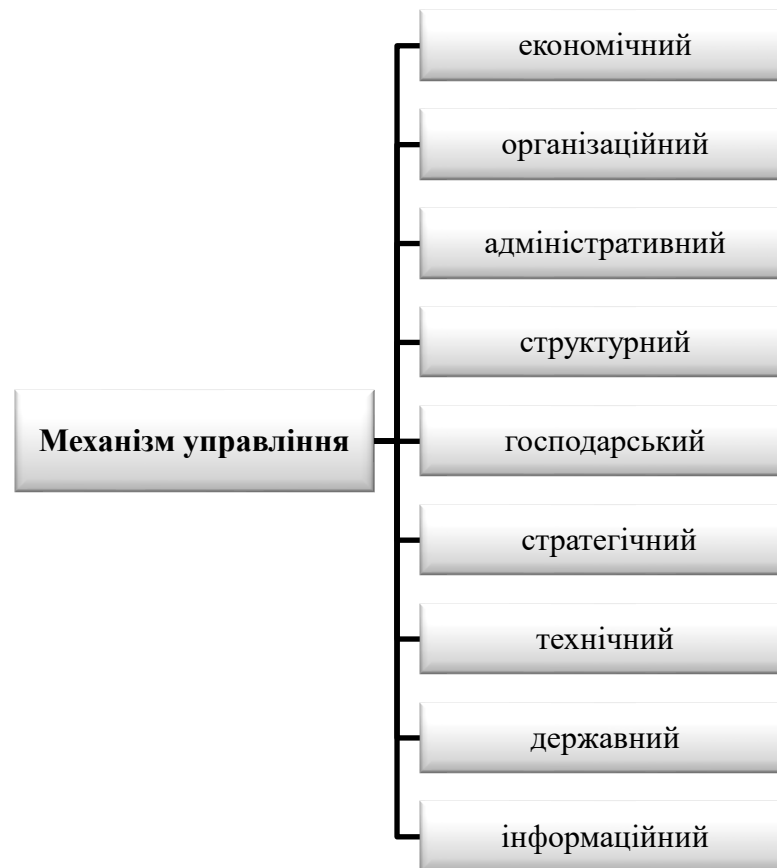 економічний
організаційний
адміністративний
структурний
Механізм управління
господарський
стратегічний
технічний
державний
інформаційний